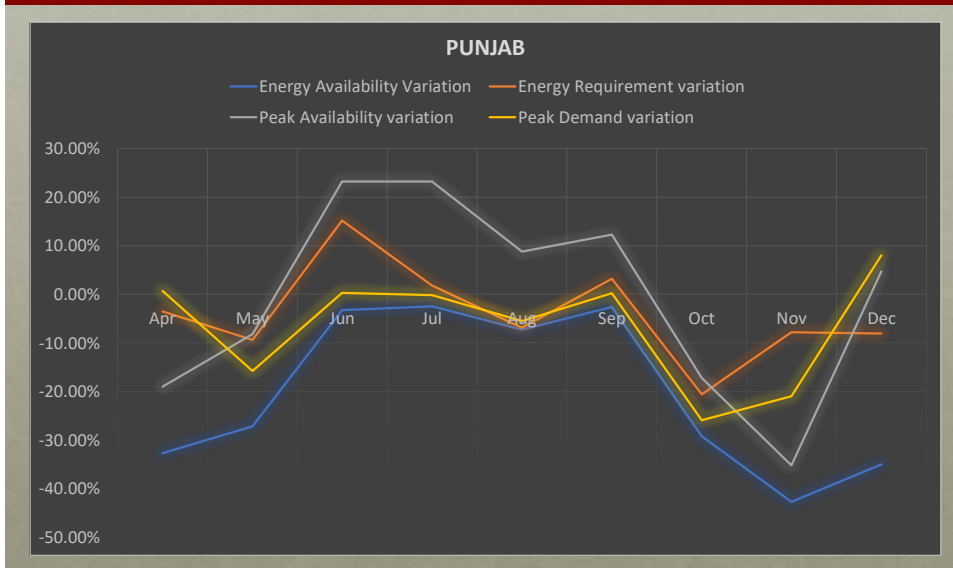 PUNJAB
Energy Availability Variation Energy Requirement variation
Peak Availability variation Peak Demand variation
30.00%
20.00%
10.00%
0.00%
Apr May Jun Jul Aug Sep Oct Nov Dec
-10.00%
-20.00%
-30.00%
-40.00%
-50.00%